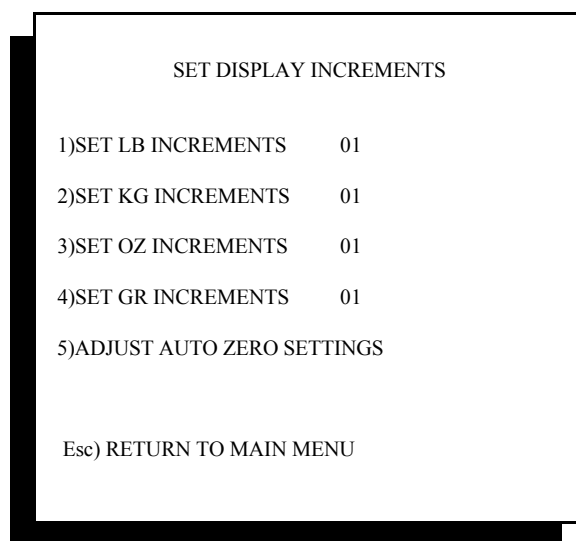 SET DISPLAY INCREMENTS
1)SET LB INCREMENTS 01
2)SET KG INCREMENTS 01
3)SET OZ INCREMENTS 01
4)SET GR INCREMENTS 01
5)ADJUST AUTO ZERO SETTINGS
Esc) RETURN TO MAIN MENU